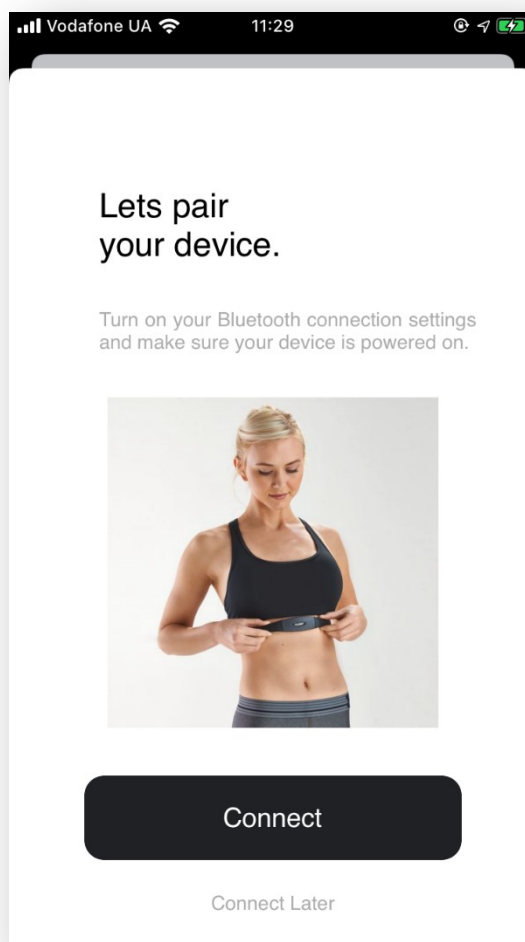 Vodafone UA
11:29
Lets pair
your device.
Turn on your Bluetooth connection settings
and make sure your device is powered on.
Connect
Connect Later